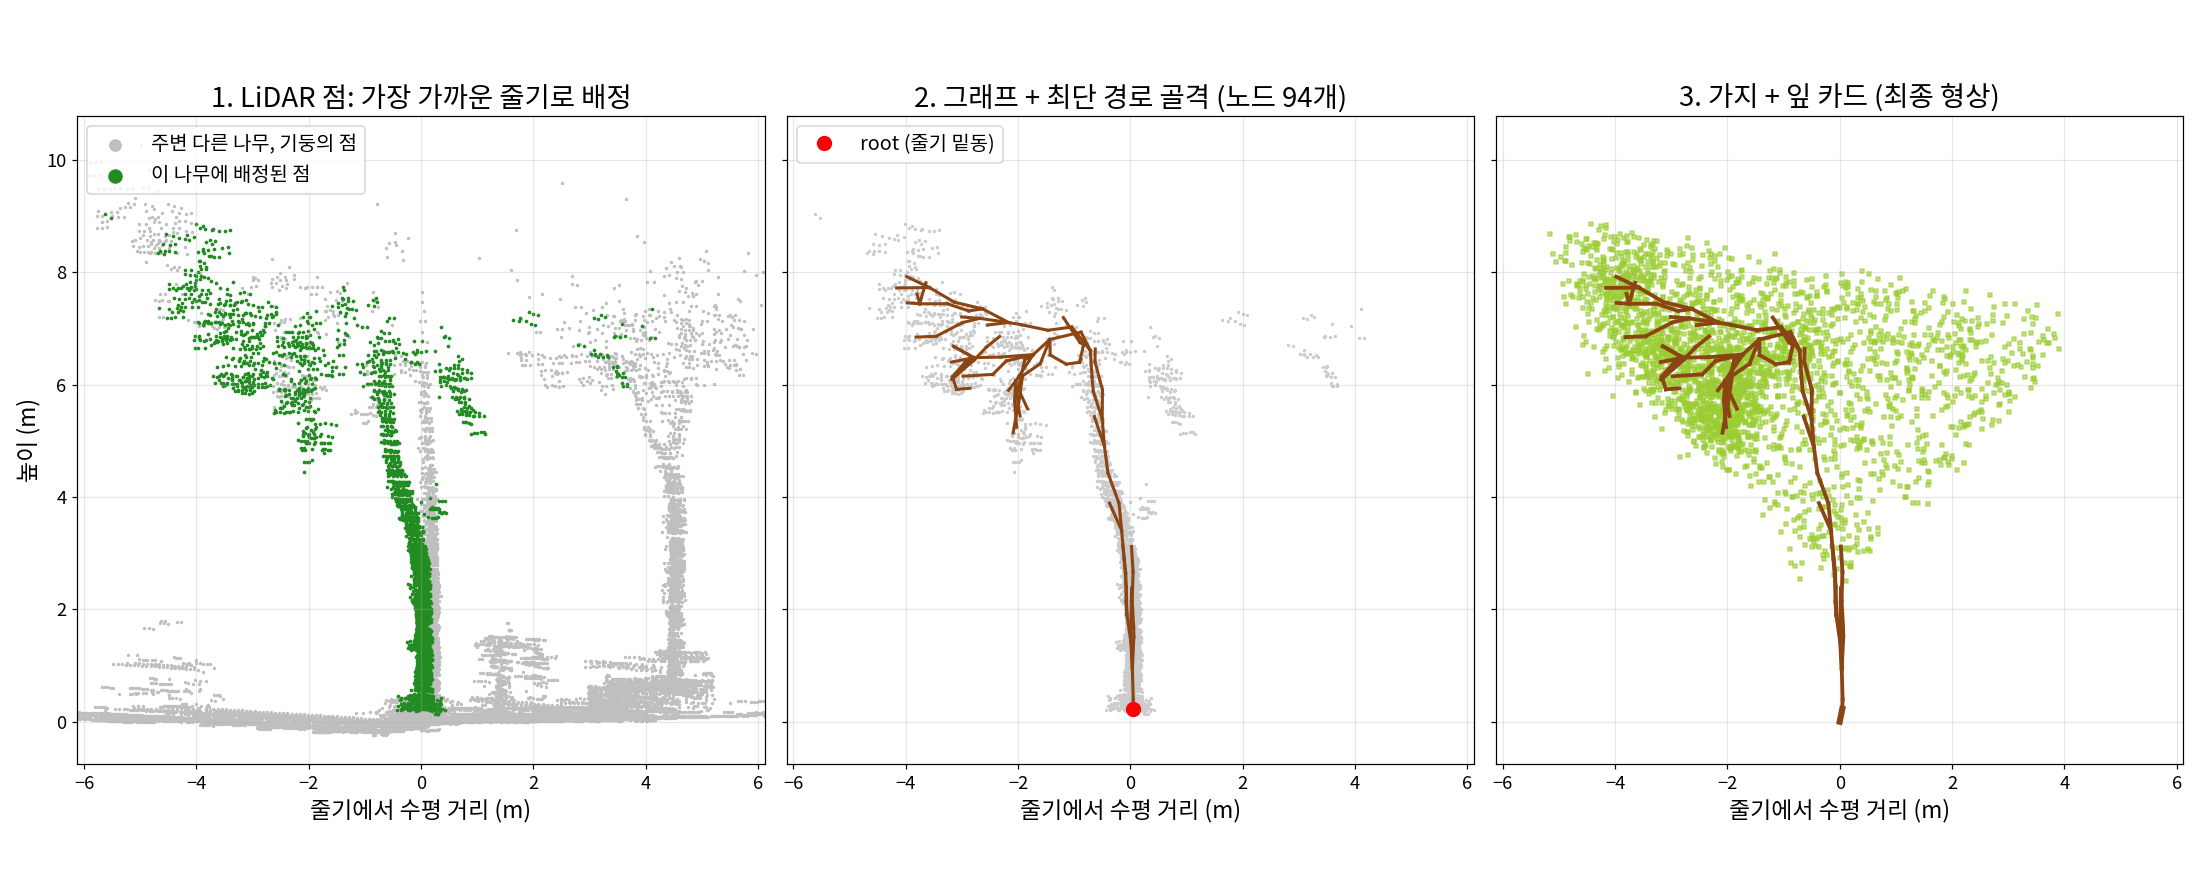 1. LiDAR 점: 가장 가까운 줄기로 배정
주변 다른 나무, 기둥의 점
이 나무에 배정된 점
높이 (m)
10
8
6
4
2
0
−6 −4 −2 0 2 4 6
줄기에서 수평 거리 (m)
2. 그래프 + 최단 경로 골격 (노드 94개)
root (줄기 밑동)
−6 −4 −2 0 2 4 6
줄기에서 수평 거리 (m)
3. 가지 + 잎 카드 (최종 형상)
−6 −4 −2 0 2 4 6
줄기에서 수평 거리 (m)